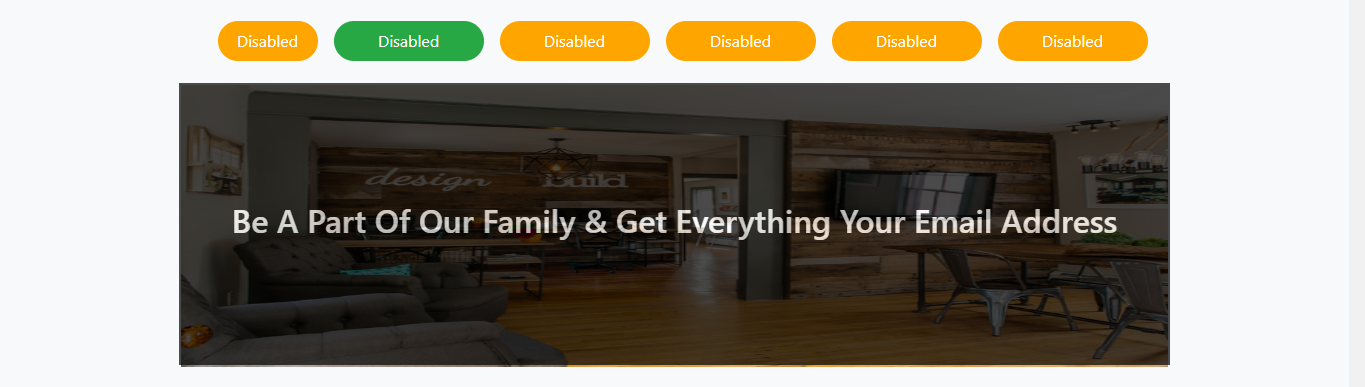 Disabled Disabled Disabled Disabled Disabled Disabled
design build
Be A Part Of Our Family & Get Everything Your Email Address